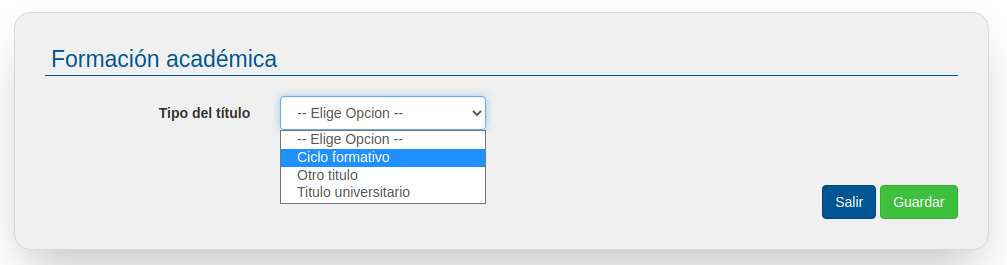 Formación académica
Tipo del título
-- Elige Opcion --
-- Elige Opcion --
Ciclo formativo
Otro titulo
Titulo universitario
Salir
Guardar